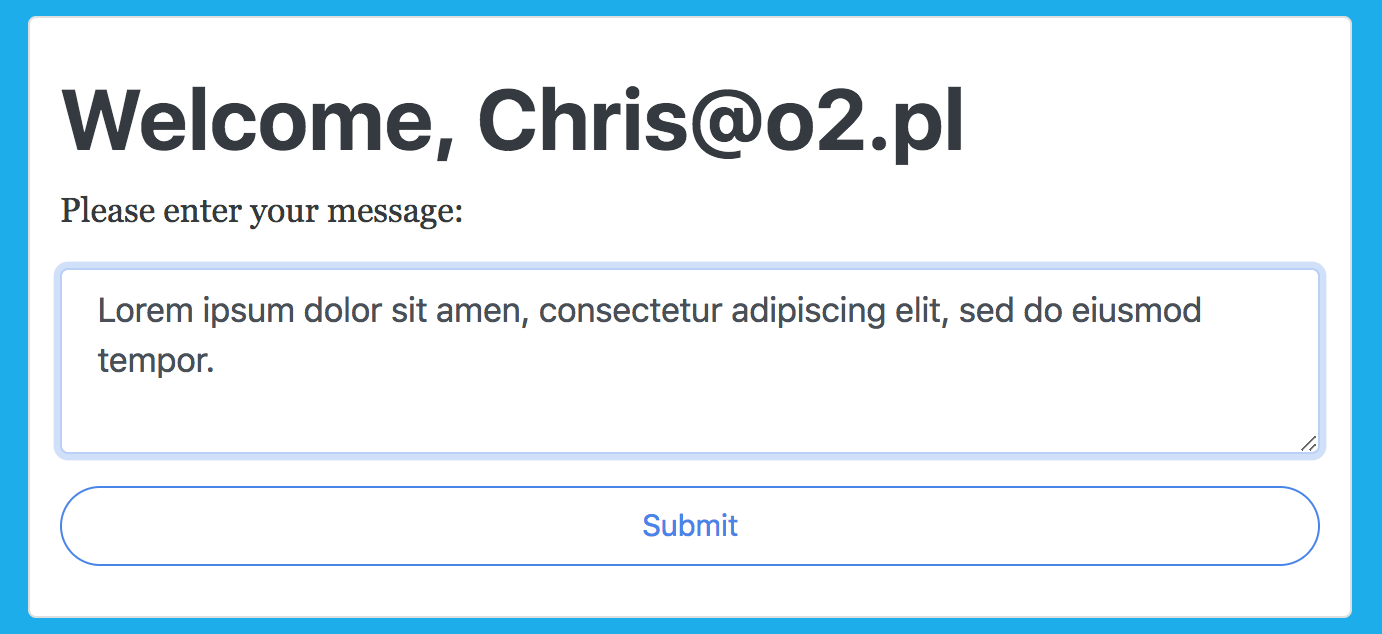 Welcome, Chris@o2.pl
Please enter your message:
Lorem ipsum dolor sit amen, consectetur adipiscing elit, sed do eiusmod
tempor.
Submit